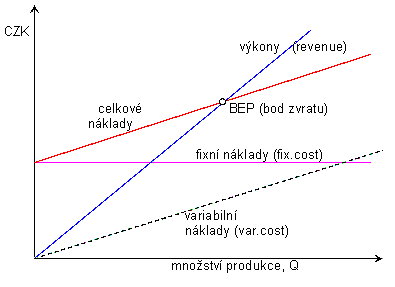 CZK
výkony (revenue)
celkové
náklady
BEP (bod zvratu)
fixní náklady (fix.cost)
variabilní
náklady (var.cost)
množství produkce, Q